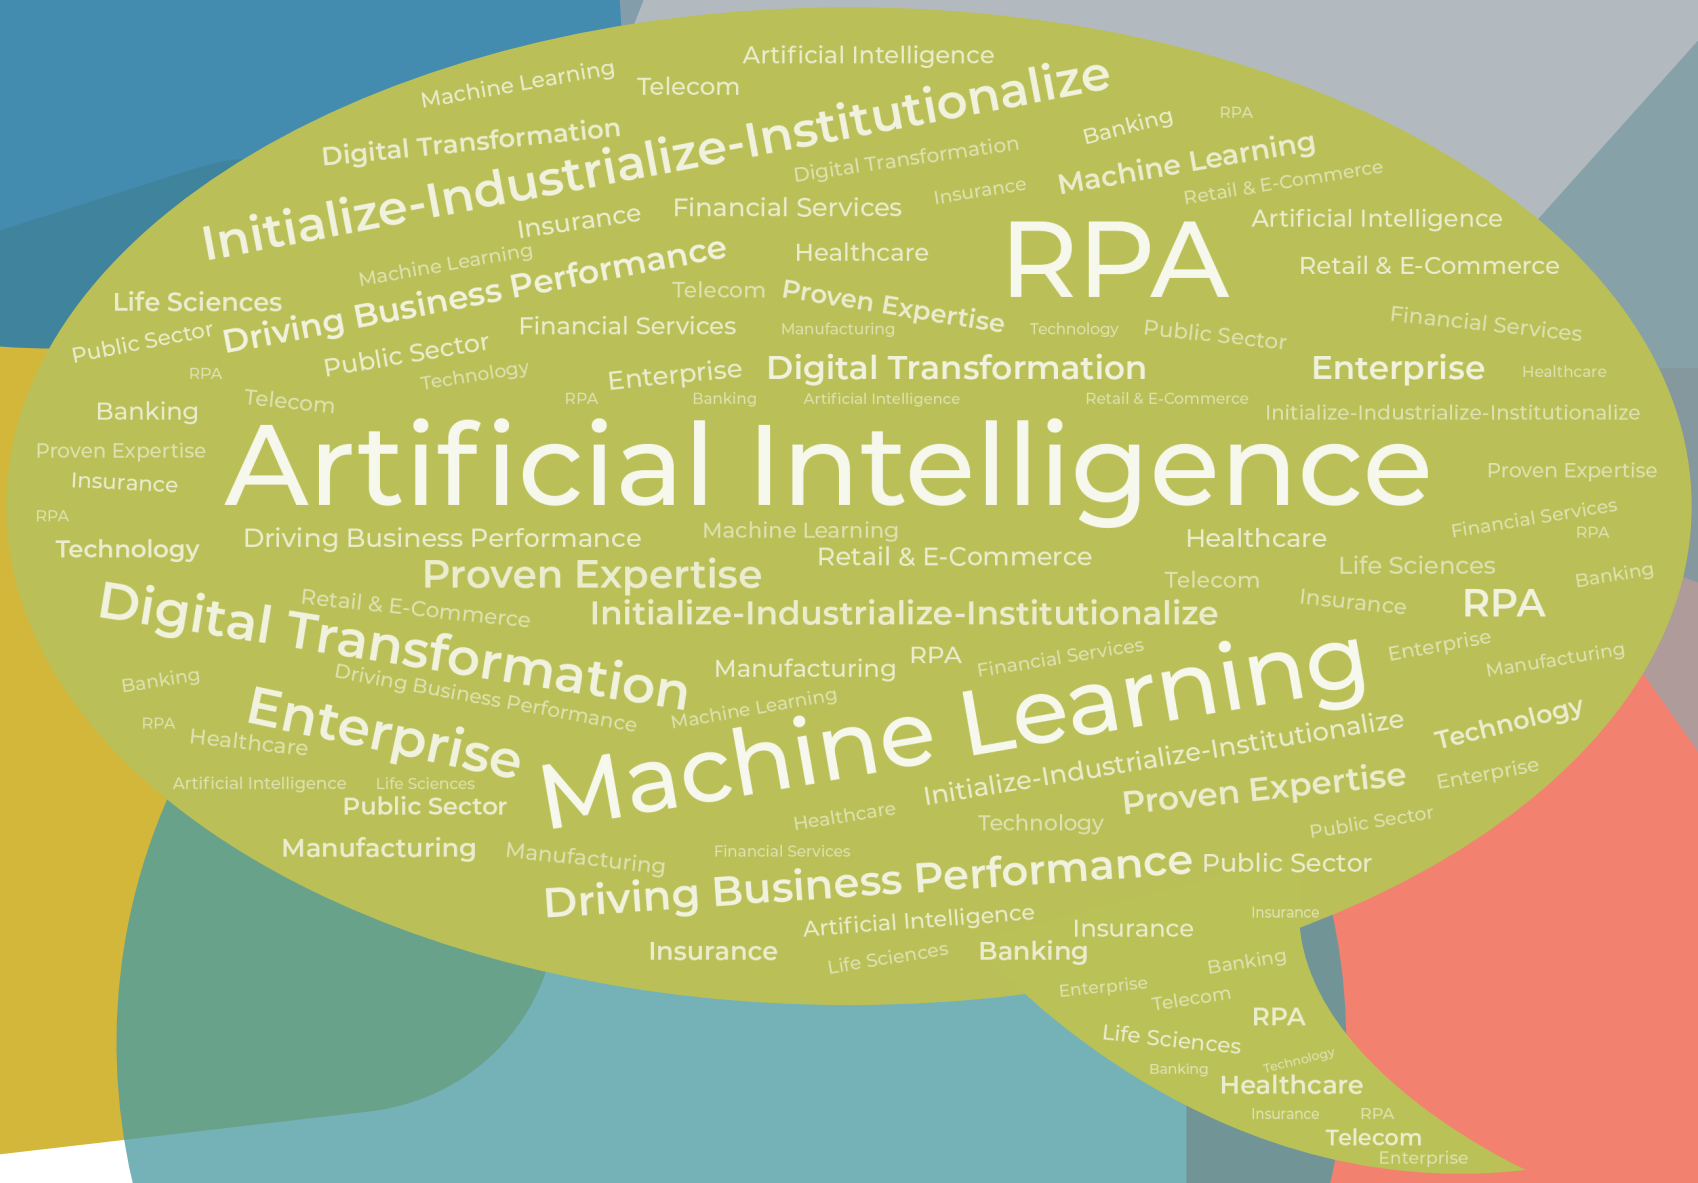 Artificial Intelligence
Machine Learning
Telecom
Initialize-Industrialize-Institutionalize
Banking
RPA
Digital Transformation
Digital Transformation
Machine Learning
Insurance
Retail & E-Commerce
Financial Services
Insurance
Artificial Intelligence
RPA
Healthcare
Machine Learning
Driving Business Performance
Retail & E-Commerce
Life Sciences
Telecom
Proven Expertise
Public Sector
Financial Services
Manufacturing
Technology
Public Sector
Financial Services
Public Sector
RPA
Technology
Enterprise
Digital Transformation
Enterprise
Healthcare
Telecom
Banking
RPA
Banking
Artificial Intelligence
Retail & E-Commerce
Initialize-Industrialize-Institutionalize
Proven Expertise
Artificial Intelligence
Proven Expertise
Insurance
RPA
Financial Services
RPA
Technology
Driving Business Performance
Machine Learning
Healthcare
Retail & E-Commerce
Life Sciences
Proven Expertise
Telecom
Banking
Digital Transformation
Retail & E-Commerce
Initialize-Industrialize-Institutionalize
Insurance
RPA
Manufacturing
RPA
Financial Services
Enterprise
Manufacturing
Banking
Driving Business Performance
Machine Learning
Machine Learning
RPA
Healthcare
Enterprise
Initialize-Industrialize-Institutionalize
Technology
Artificial Intelligence
Life Sciences
Proven Expertise
Enterprise
Public Sector
Healthcare
Technology
Public Sector
Manufacturing
Manufacturing
Financial Services
Driving Business Performance
Public Sector
Artificial Intelligence
Insurance
Insurance
Insurance
Life Sciences
Banking
Banking
Enterprise
Telecom
RPA
Life Sciences
Banking
Technology
Healthcare
Insurance
RPA
Telecom
Enterprise